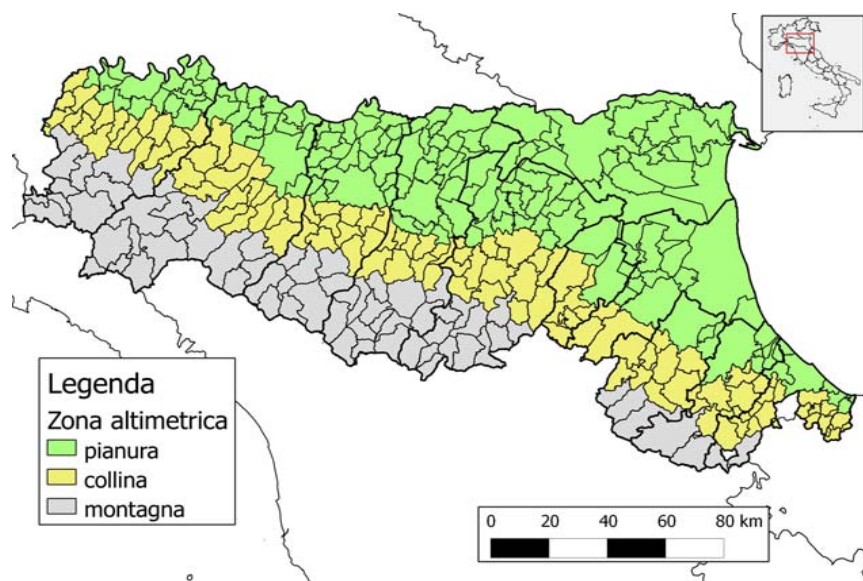 Legenda
Zona altimetrica
pianura
collina
montagna
0 20 40 60 80 km